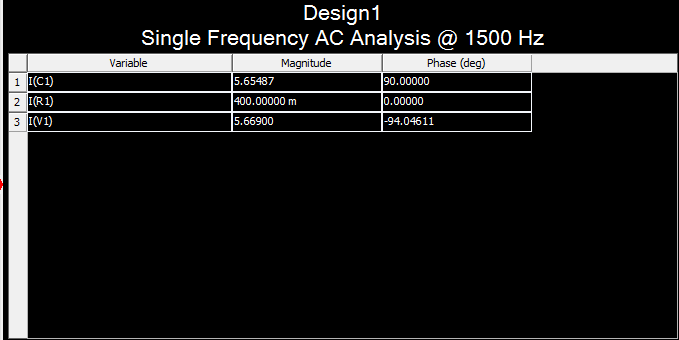 Design1
Single Frequency AC Analysis @ 1500 Hz
Variable Magnitude Phase (deg)
1 I(C1) 5.65487 90.00000
2 I(R1) 400.00000 m 0.00000
3 I(V1) 5.66900 -94.04611